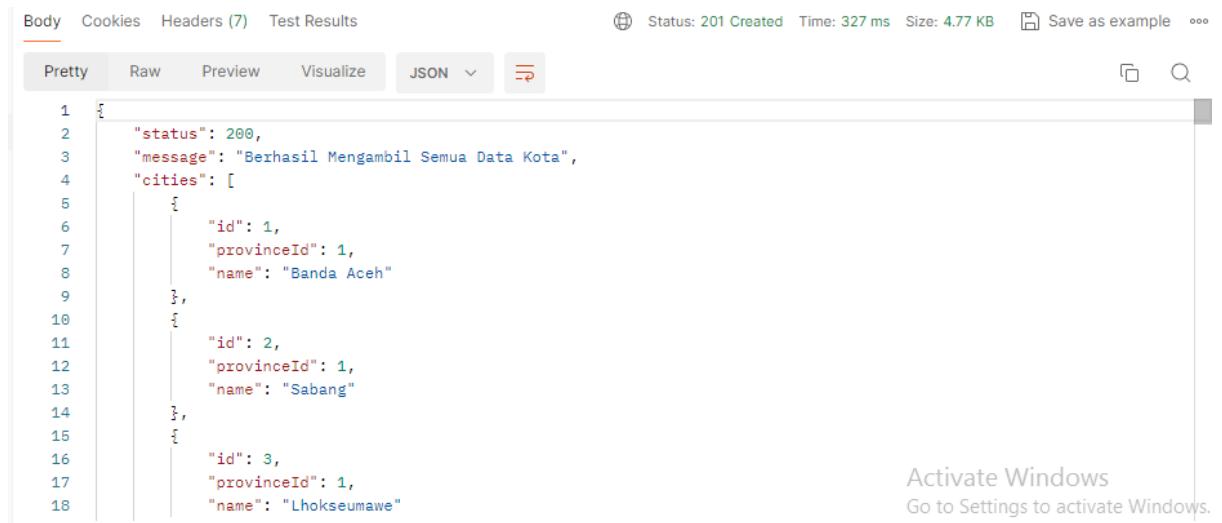 Body Cookies Headers (7) Test Results Status: 201 Created Time: 327 ms Size: 4.77 KB Save as example
Pretty Raw Preview Visualize JSON
1 {
2 "status": 200,
3 "message": "Berhasil Mengambil Semua Data Kota",
4 "cities": [
5 {
6 "id": 1,
7 "provinceId": 1,
8 "name": "Banda Aceh"
9 },
10 {
11 "id": 2,
12 "provinceId": 1,
13 "name": "Sabang"
14 },
15 {
16 "id": 3,
17 "provinceId": 1,
18 "name": "Lhokseumawe"
Activate Windows
Go to Settings to activate Windows.